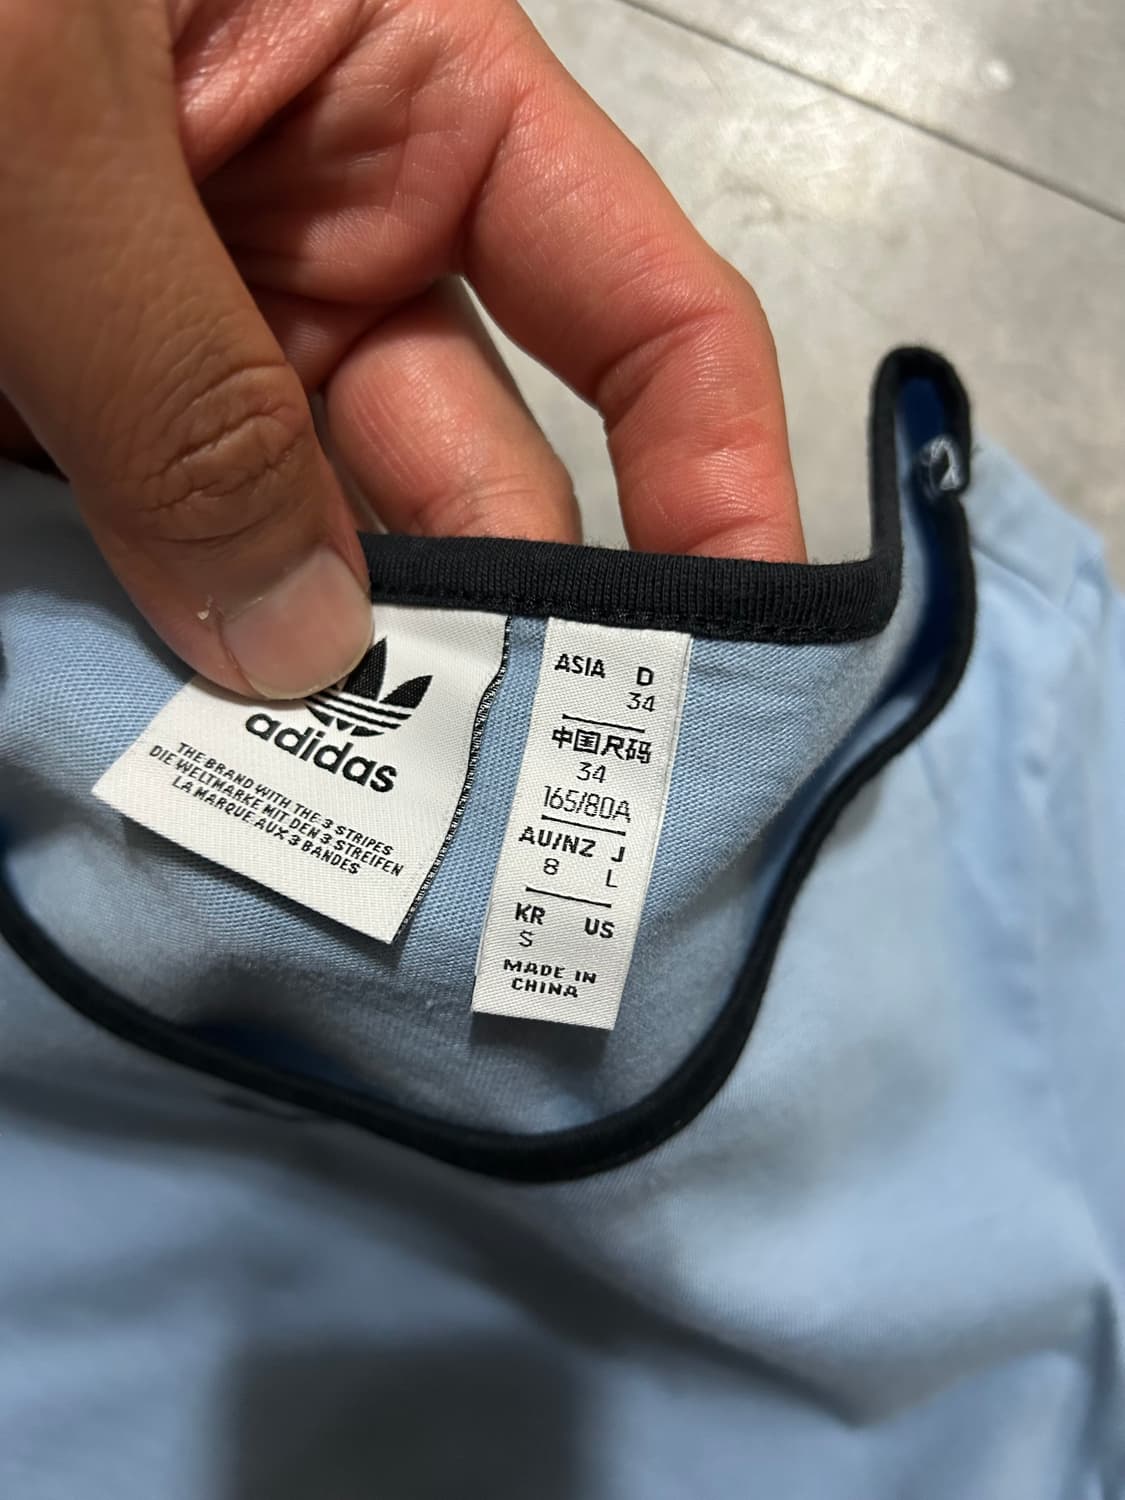 adidas
THE BRAND WITH THE 3 STRIPES
DIE WELTMARKE MIT DEN 3 STREIFEN
LA MARQUE AUX 3 BANDES
ASIA D
34
中国尺码
34
165/80A
AU/NZ J
8 L
KR US
S
MADE IN
CHINA